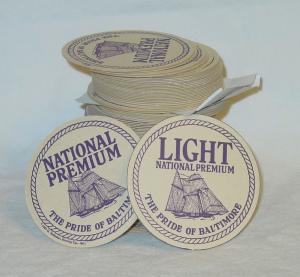 NATIONAL
PREMIUM
NATIONAL
PREMIUM
THE PRIDE OF BALTIMORE
LIGHT
NATIONAL PREMIUM
THE PRIDE OF BALTIMORE